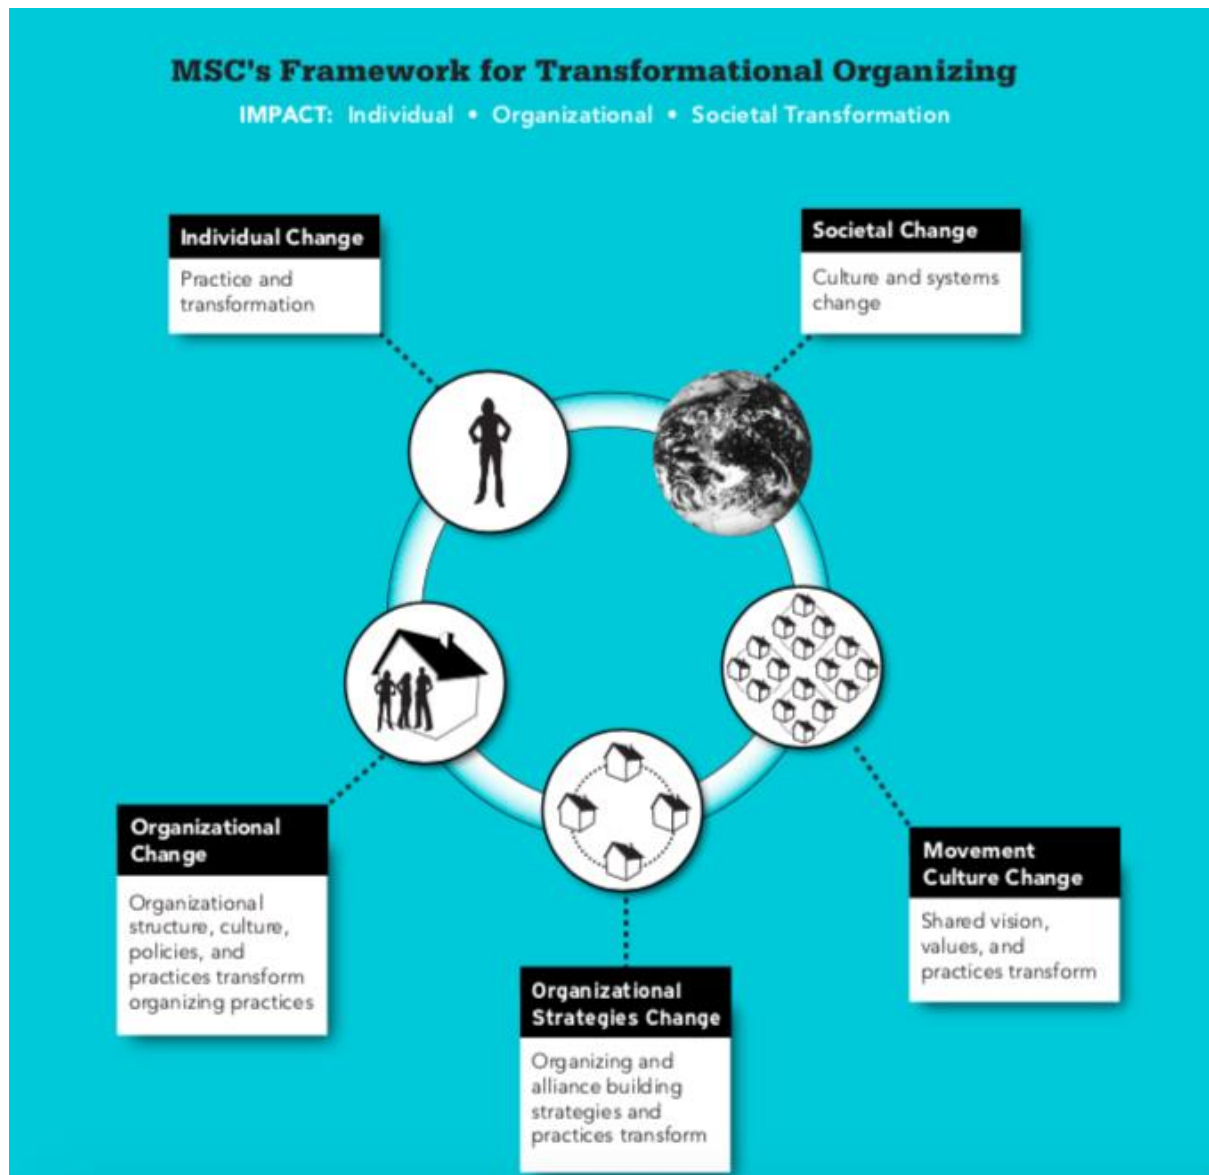 MSC's Framework for Transformational Organizing
IMPACT: Individual • Organizational • Societal Transformation
Individual Change
Practice and
transformation
Societal Change
Culture and systems
change
Organizational
Change
Organizational
structure, culture,
policies, and
practices transform
organizing practices
Organizational
Strategies Change
Organizing and
alliance building
strategies and
practices transform
Movement
Culture Change
Shared vision,
values, and
practices transform